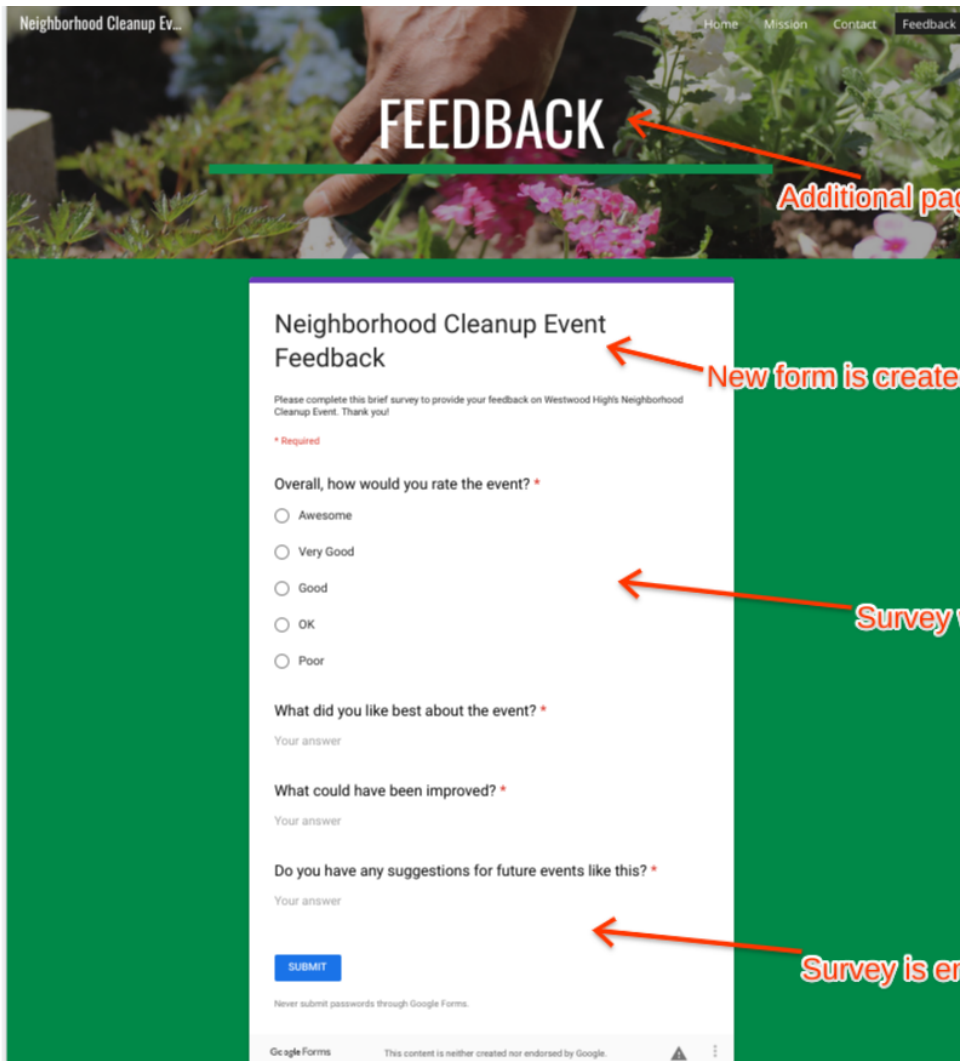 Neighborhood Cleanup Ev...
Home Mission Contact Feedback
FEEDBACK
Additional
Neighborhood Cleanup Event
Feedback
New form is
Please complete this brief survey to provide your feedback on Westwood High's Neighborhood
Cleanup Event. Thank you!
* Required
Overall, how would you rate the event? *
Awesome
Very Good
Good
OK
Survey
Poor
What did you like best about the event? *
Your answer
What could have been improved? *
Your answer
Do you have any suggestions for future events like this? *
Your answer
SUBMIT
Survey is
Never submit passwords through Google Forms.
Google Forms
This content is neither created nor endorsed by Google.